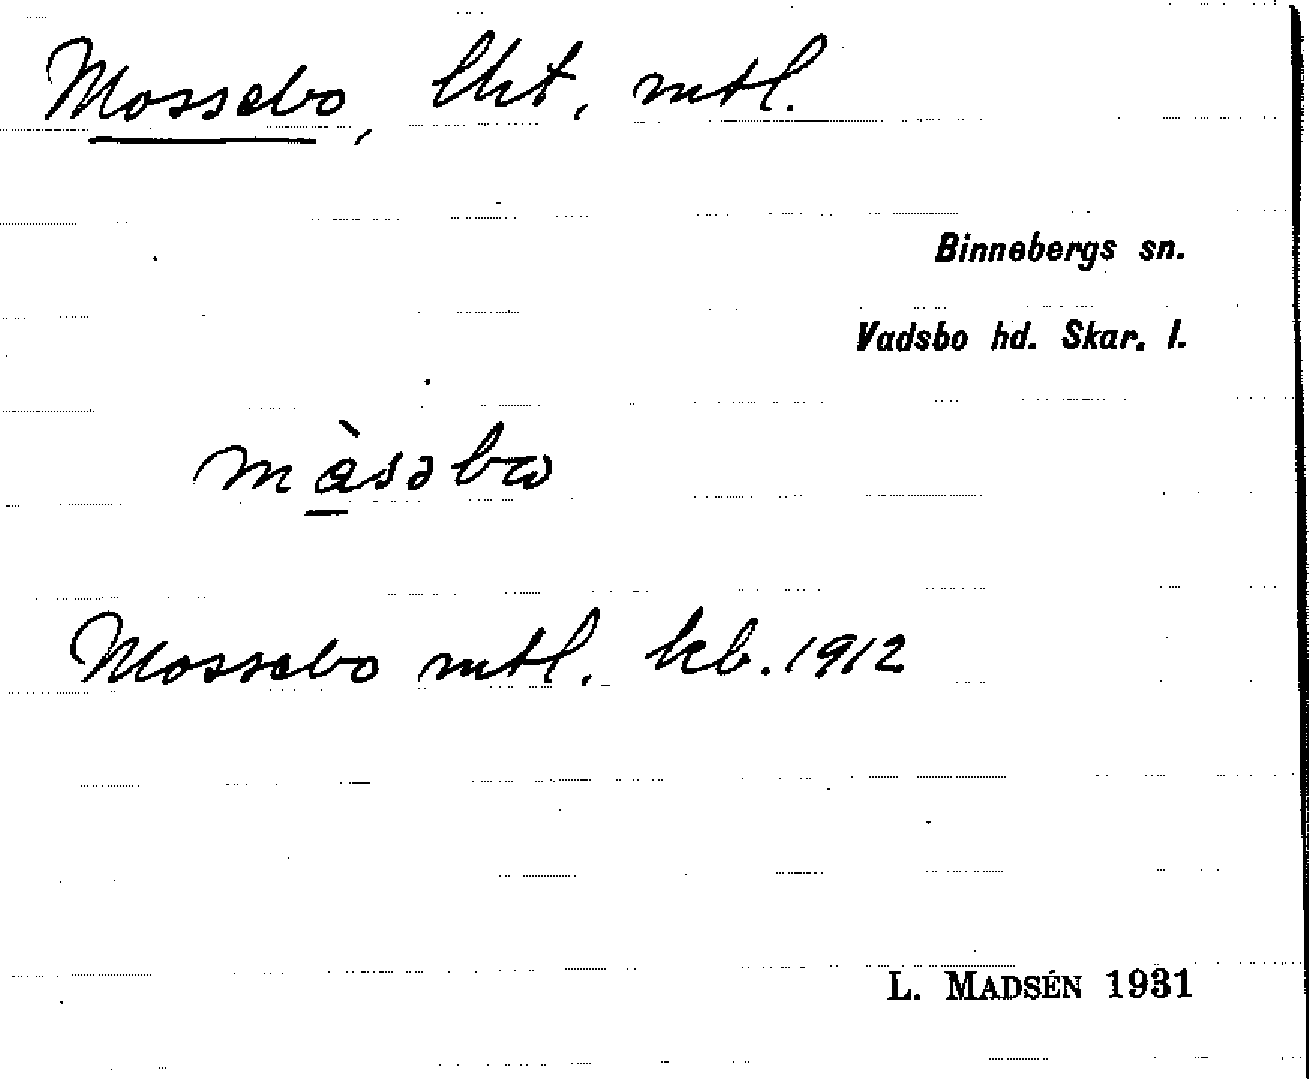 Mossebo, lht, mtl.
Binnebergs sn.
Vadsbo hd. Skar. l.
màsəbω
Mossebo mtl. kb. 1912
L. MADSÉN 1931